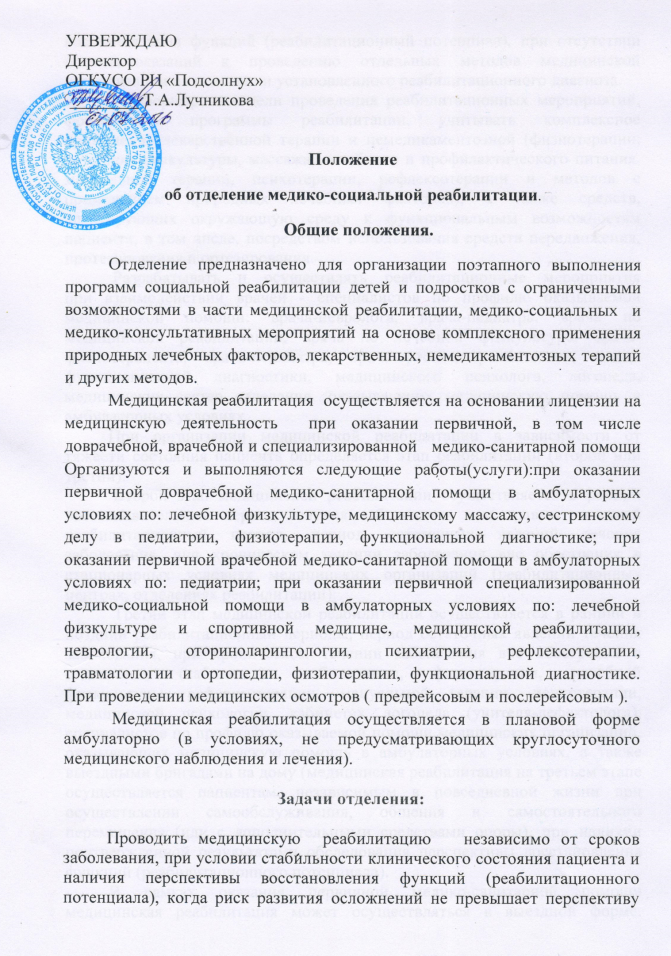 УТВЕРЖДАЮ
Директор
ОГКУСО РЦ «Подсолнух»
Т.А.Лучникова
Положение
об отделение медико-социальной реабилитации.
Общие положения.
Отделение предназначено для организации поэтапного выполнения
программ социальной реабилитации детей и подростков с ограниченными
возможностями в части медицинской реабилитации, медико-социальных и
медико-консультативных мероприятий на основе комплексного применения
природных лечебных факторов, лекарственных, немедикаментозных терапий
и других методов.
Медицинская реабилитация осуществляется на основании лицензии на
медицинскую деятельность при оказании первичной, в том числе
доврачебной, врачебной и специализированной медико-санитарной помощи
Организуются и выполняются следующие работы(услуги):при оказании
первичной доврачебной медико-санитарной помощи в амбулаторных
условиях по: лечебной физкультуре, медицинскому массажу, сестринскому
делу в педиатрии, физиотерапии, функциональной диагностике; при
оказании первичной врачебной медико-санитарной помощи в амбулаторных
условиях по: педиатрии; при оказании первичной специализированной
медико-социальной помощи в амбулаторных условиях по: лечебной
физкультуре и спортивной медицине, медицинской реабилитации,
неврологии, оториноларингологии, психиатрии, рефлексотерапии,
травматологии и ортопедии, физиотерапии, функциональной диагностике.
При проведении медицинских осмотров ( предрейсовым и послерейсовым ).
Медицинская реабилитация осуществляется в плановой форме
амбулаторно (в условиях, не предусматривающих круглосуточного
медицинского наблюдения и лечения).
Задачи отделения:
Проводить медицинскую реабилитацию независимо от сроков
заболевания, при условии стабильности клинического состояния пациента и
наличия перспективы восстановления функций (реабилитационного
потенциала), когда риск развития осложнений не превышает перспективу